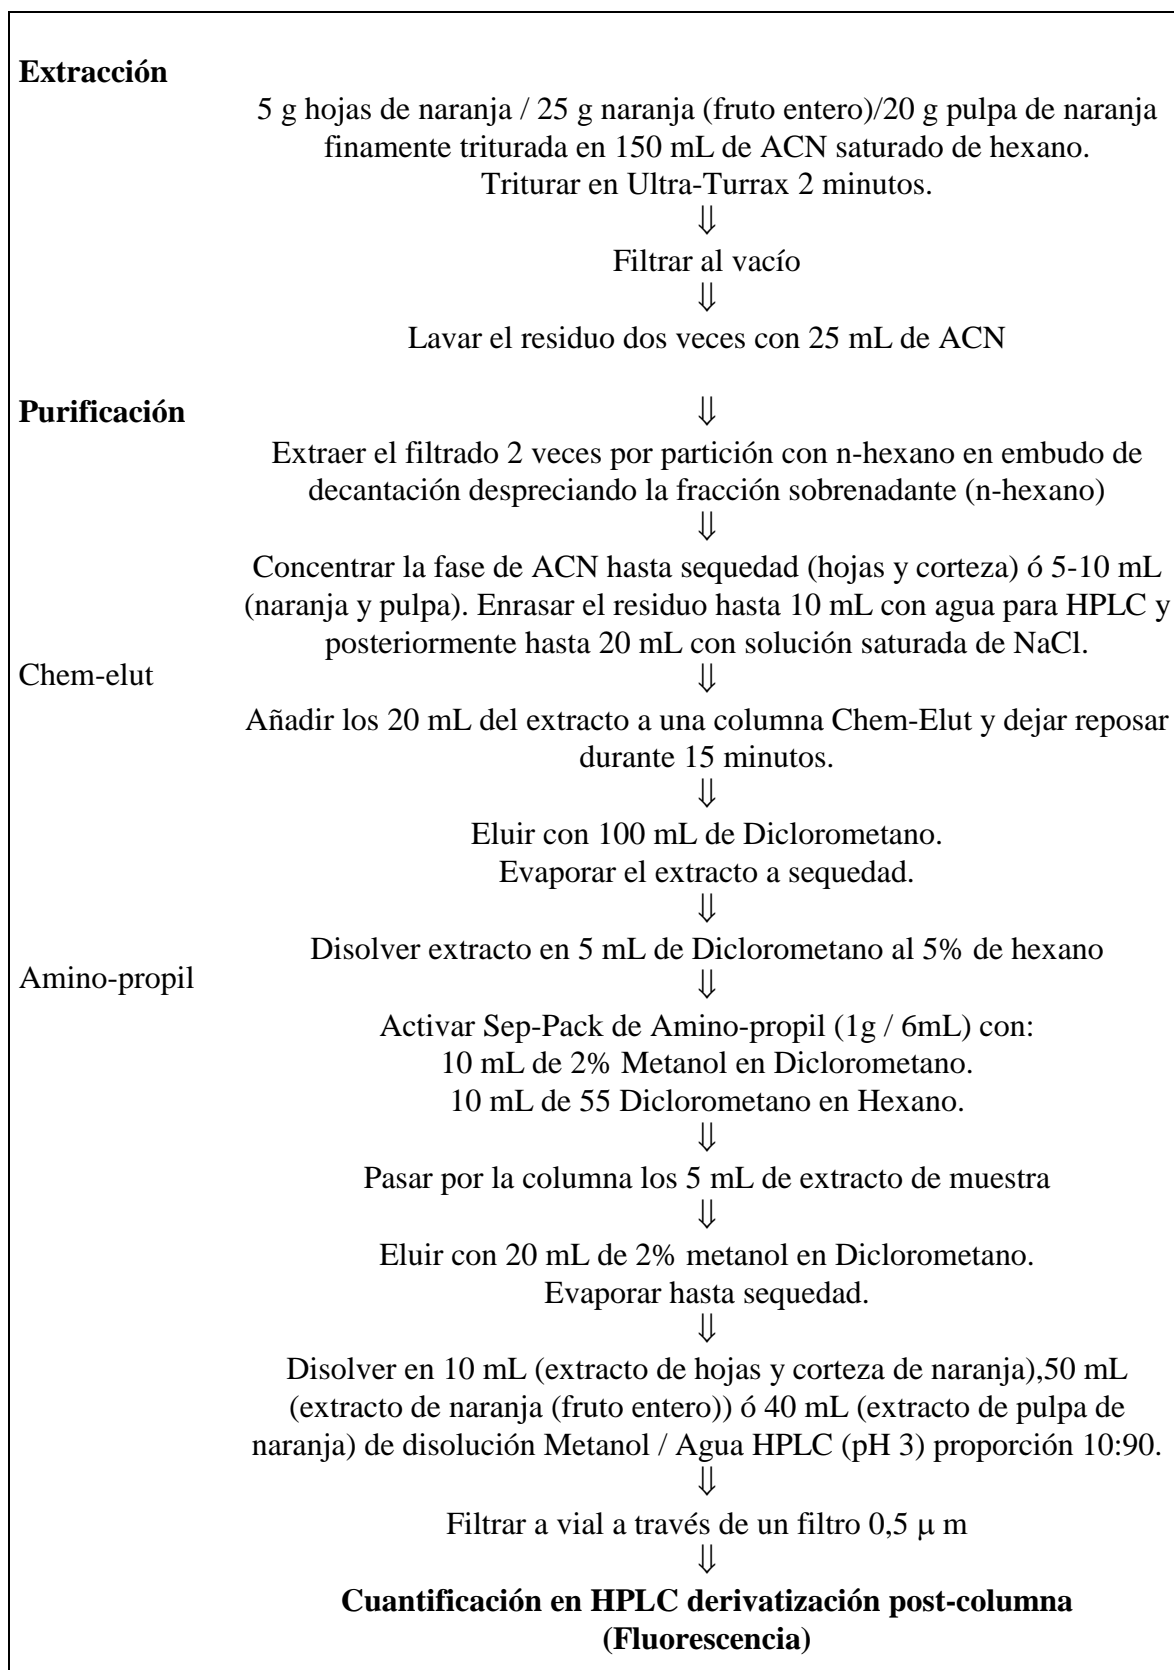 Extracción
5 g hojas de naranja / 25 g naranja (fruto entero)/20 g pulpa de naranja
finamente triturada en 150 mL de ACN saturado de hexano.
Triturar en Ultra-Turrax 2 minutos.
⇓
Filtrar al vacío
⇓
Lavar el residuo dos veces con 25 mL de ACN
Purificación
⇓
Extraer el filtrado 2 veces por partición con n-hexano en embudo de
decantación despreciando la fracción sobrenadante (n-hexano)
⇓
Concentrar la fase de ACN hasta sequedad (hojas y corteza) ó 5-10 mL
(naranja y pulpa). Enrasar el residuo hasta 10 mL con agua para HPLC y
posteriormente hasta 20 mL con solución saturada de NaCl.
Chem-elut
⇓
Añadir los 20 mL del extracto a una columna Chem-Elut y dejar reposar
durante 15 minutos.
⇓
Eluir con 100 mL de Diclorometano.
Evaporar el extracto a sequedad.
⇓
Disolver extracto en 5 mL de Diclorometano al 5% de hexano
Amino-propil
⇓
Activar Sep-Pack de Amino-propil (1g / 6mL) con:
10 mL de 2% Metanol en Diclorometano.
10 mL de 55 Diclorometano en Hexano.
⇓
Pasar por la columna los 5 mL de extracto de muestra
⇓
Eluir con 20 mL de 2% metanol en Diclorometano.
Evaporar hasta sequedad.
⇓
Disolver en 10 mL (extracto de hojas y corteza de naranja),50 mL
(extracto de naranja (fruto entero)) ó 40 mL (extracto de pulpa de
naranja) de disolución Metanol / Agua HPLC (pH 3) proporción 10:90.
⇓
Filtrar a vial a través de un filtro 0,5 μ m
⇓
Cuantificación en HPLC derivatización post-columna
(Fluorescencia)